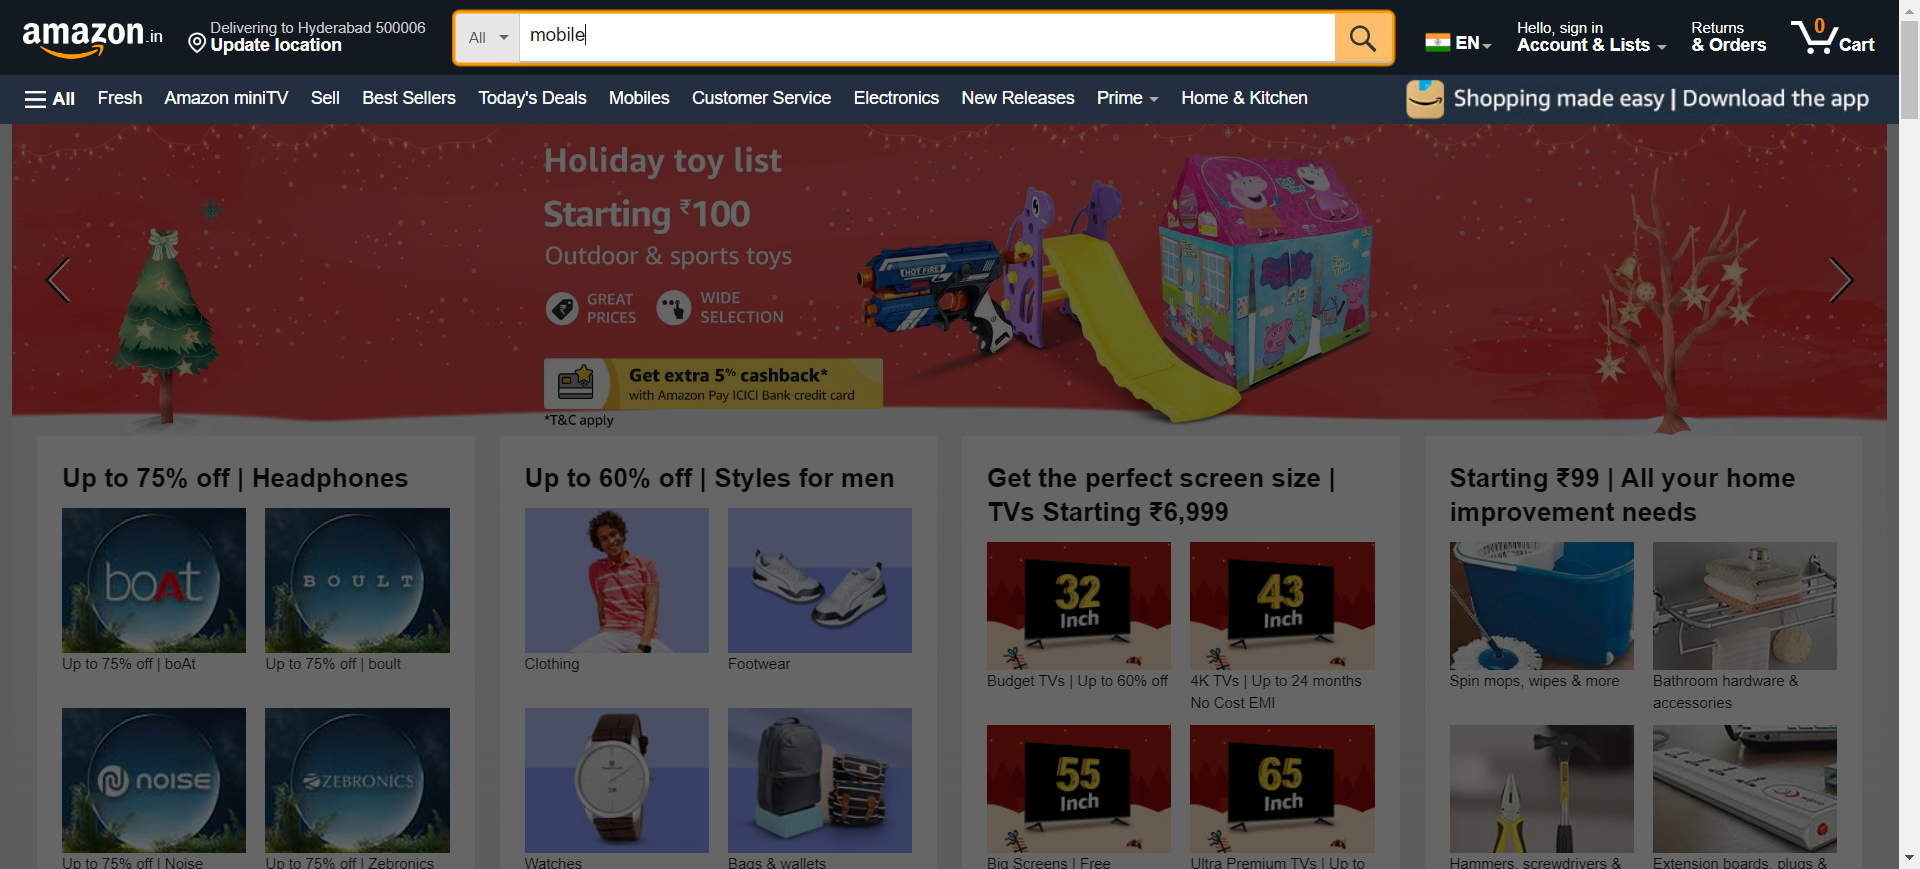 amazon.in
Delivering to Hyderabad 500006
Update location
All
mobile
EN
Hello, sign in
Account & Lists
Returns
& Orders
0
Cart
All
Fresh
Amazon miniTV
Sell
Best Sellers
Today's Deals
Mobiles
Customer Service
Electronics
New Releases
Prime
Home & Kitchen
Shopping made easy | Download the app
Holiday toy list
Starting ₹100
Outdoor & sports toys
GREAT
PRICES
WIDE
SELECTION
HOT FIRE
Get extra 5% cashback*
with Amazon Pay ICICI Bank credit card
*T&C apply
Up to 75% off | Headphones
boAt
BOULT
Up to 75% off | boAt
Up to 75% off | boult
NOISE
ZEBRONICS
Up to 75% off | Noise
Up to 75% off | Zebronics
Up to 60% off | Styles for men
Clothing
Footwear
Watches
Bags & wallets
Get the perfect screen size |
TVs Starting ₹6,999
32
Inch
43
Inch
Budget TVs | Up to 60% off
4K TVs | Up to 24 months
No Cost EMI
55
Inch
65
Inch
Big Screens | Free
Ultra Premium TVs | Up to
Starting ₹99 | All your home
improvement needs
Spin mops, wipes & more
Bathroom hardware &
accessories
Hammers, screwdrivers &
Extension boards, plugs &